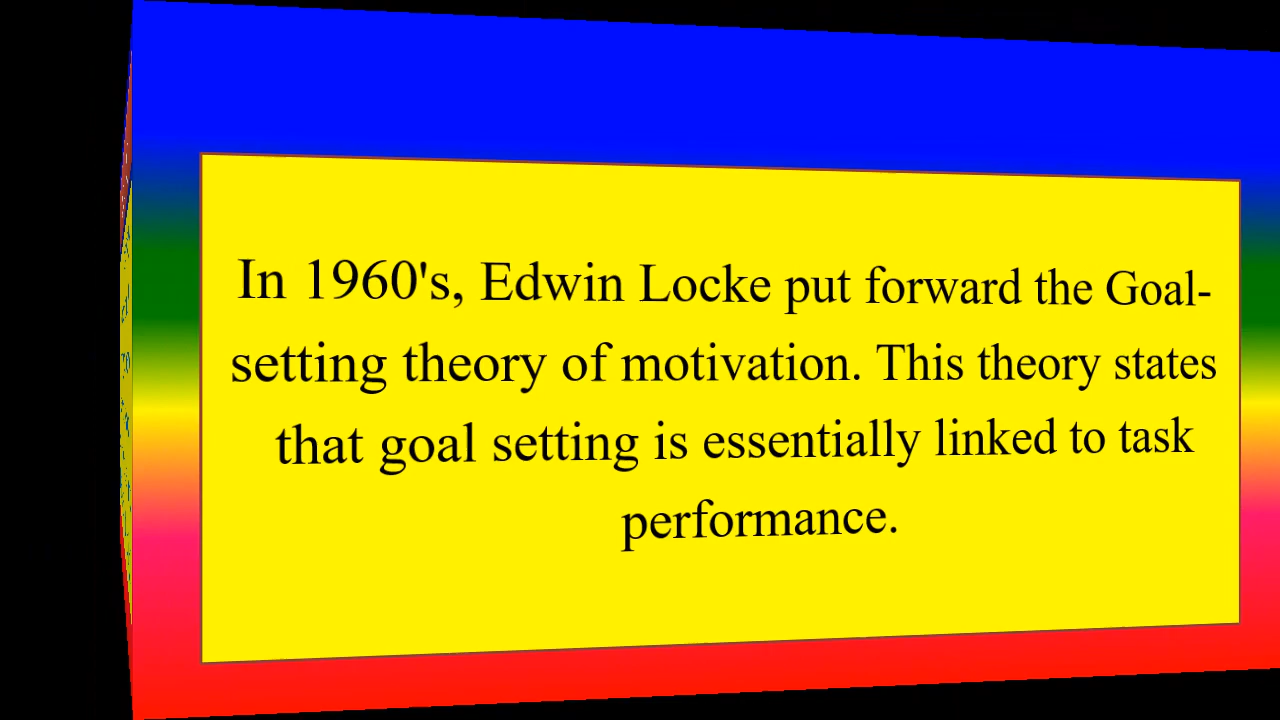 In 1960's, Edwin Locke put forward the Goal-
setting theory of motivation. This theory states
that goal setting is essentially linked to task
performance.